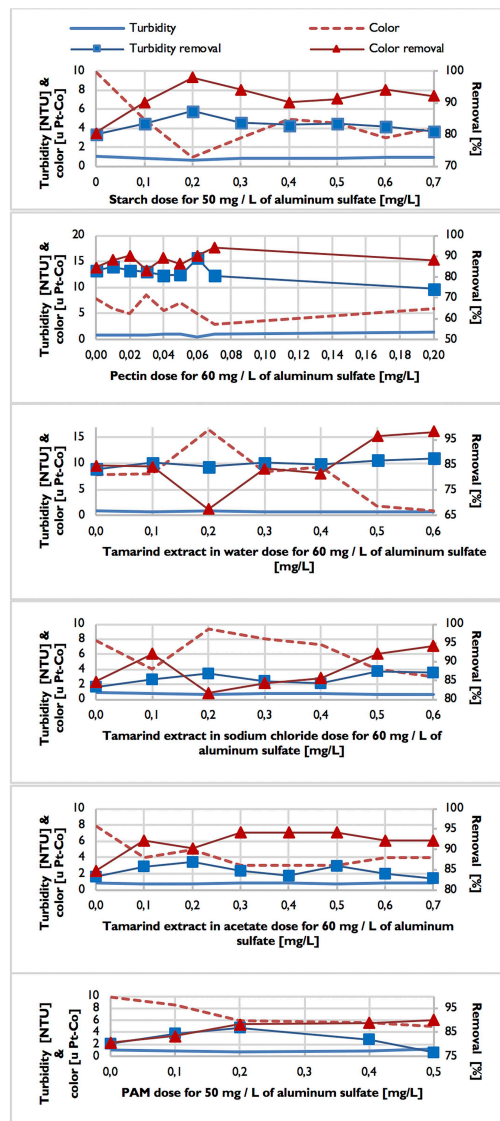 Turbidity Color
Turbidity removal Color removal
Turbidity [NTU] &
color [u Pt-Co]
10
8
6
4
2
0
100
90
80
70
Removal [%]
0 0,1 0,2 0,3 0,4 0,5 0,6 0,7
Starch dose for 50 mg / L of aluminum sulfate [mg/L]
Turbidity [NTU] &
color [u Pt-Co]
20
15
10
5
0
100
90
80
70
60
50
Removal [%]
0,00 0,02 0,04 0,06 0,08 0,10 0,12 0,14 0,16 0,18 0,20
Pectin dose for 60 mg / L of aluminum sulfate [mg/L]
Turbidity [NTU] &
color [u Pt-Co]
15
10
5
0
95
85
75
65
Removal [%]
0,0 0,1 0,2 0,3 0,4 0,5 0,6
Tamarind extract in water dose for 60 mg / L of aluminum sulfate
[mg/L]
Turbidity [NTU] &
color [u Pt-Co]
10
8
6
4
2
0
100
95
90
85
80
Removal [%]
0,0 0,1 0,2 0,3 0,4 0,5 0,6
Tamarind extract in sodium chloride dose for 60 mg / L of
aluminum sulfate [mg/L]
Turbidity [NTU] &
color [u Pt-Co]
10
8
6
4
2
0
100
95
90
85
80
Removal [%]
0,0 0,1 0,2 0,3 0,4 0,5 0,6 0,7
Tamarind extract in acetate dose for 60 mg / L of aluminum
sulfate [mg/L]
Turbidity [NTU]
&
color [u Pt-Co]
10
8
6
4
2
0
95
85
75
Removal [%]
0,0 0,1 0,2 0,3 0,4 0,5
PAM dose for 50 mg / L of aluminum sulfate [mg/L]